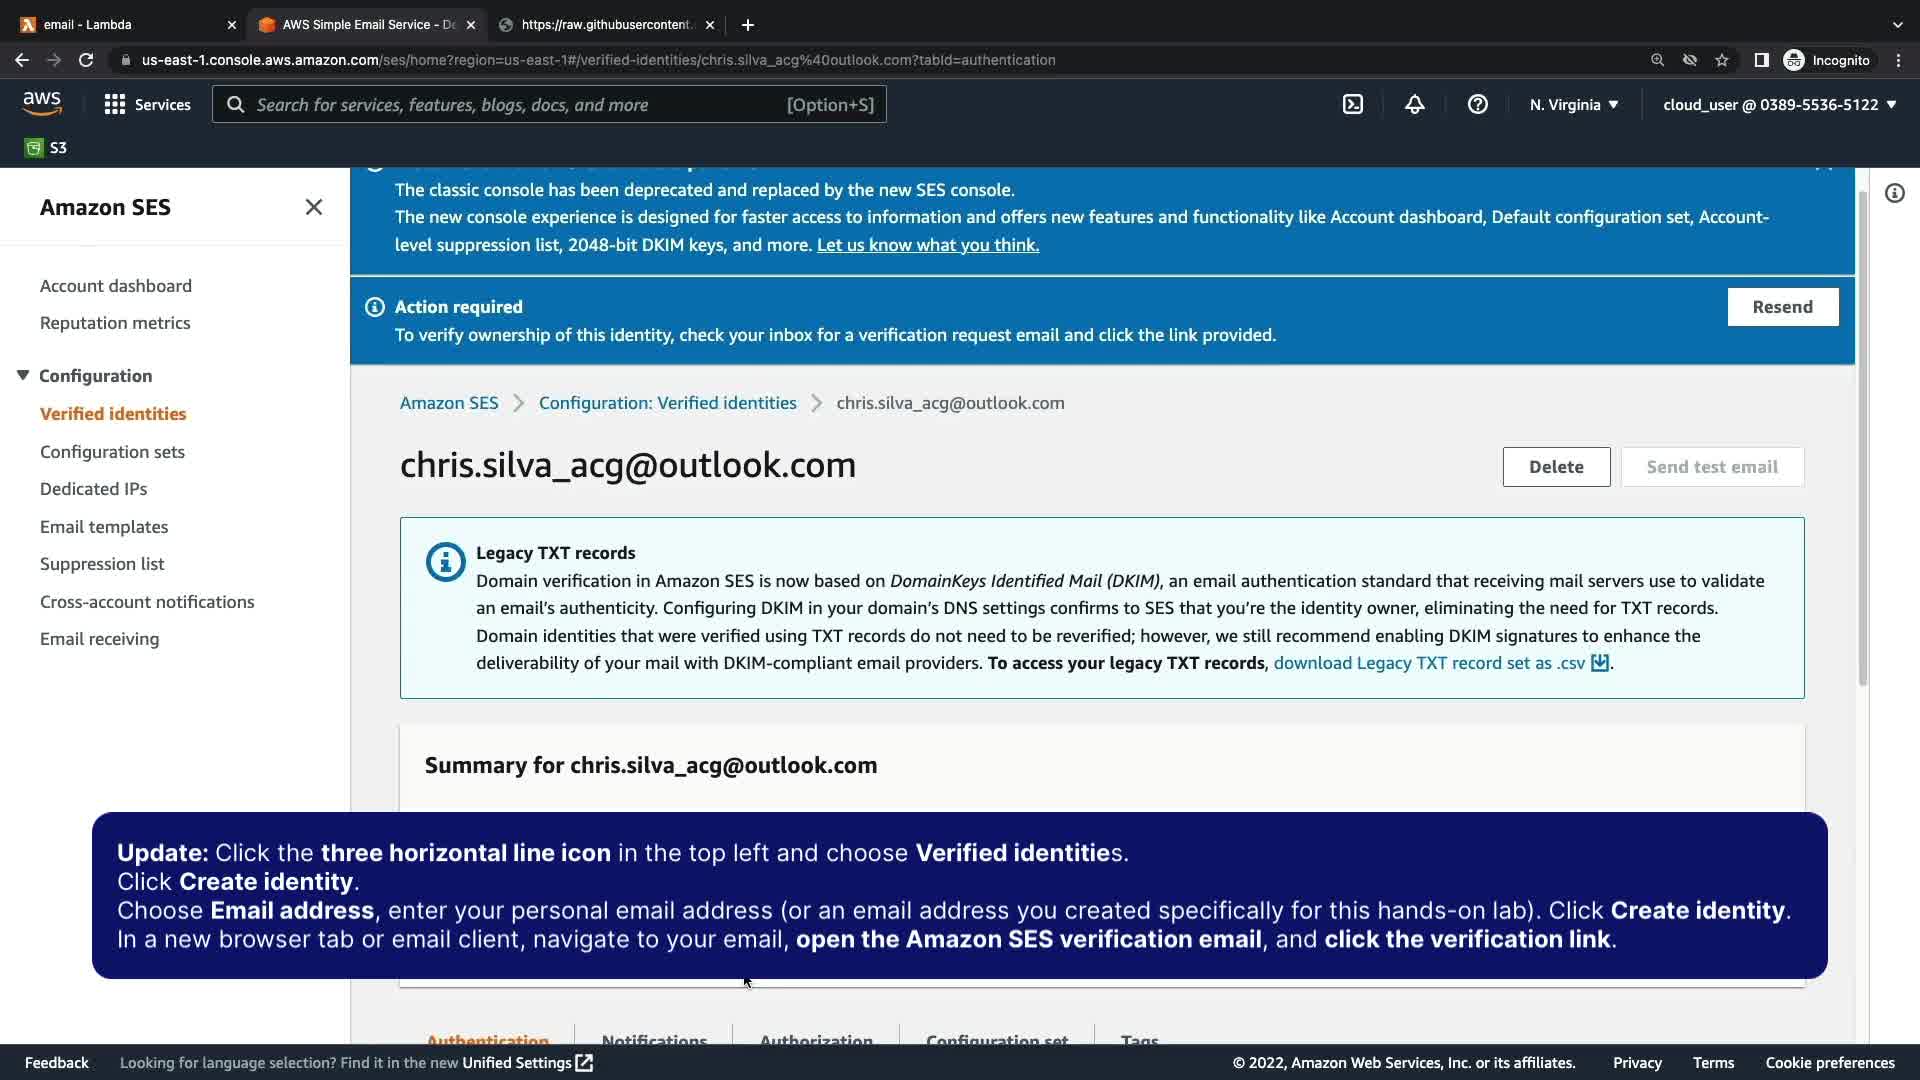 email - Lambda
AWS Simple Email Service - De
https://raw.githubusercontent.
us-east-1.console.aws.amazon.com/ses/home?region=us-east-1#/verified-identities/chris.silva_acg%40outlook.com?tabId=authentication
Incognito
aws
Services
Search for services, features, blogs, docs, and more
[Option+S]
N. Virginia
cloud_user @ 0389-5536-5122
S3
Amazon SES
Account dashboard
Reputation metrics
Configuration
Verified identities
Configuration sets
Dedicated IPs
Email templates
Suppression list
Cross-account notifications
Email receiving
The classic console has been deprecated and replaced by the new SES console.
The new console experience is designed for faster access to information and offers new features and functionality like Account dashboard, Default configuration set, Account-
level suppression list, 2048-bit DKIM keys, and more. Let us know what you think.
Action required
Resend
To verify ownership of this identity, check your inbox for a verification request email and click the link provided.
Amazon SES
Configuration: Verified identities
chris.silva_acg@outlook.com
chris.silva_acg@outlook.com
Delete
Send test email
Legacy TXT records
Domain verification in Amazon SES is now based on DomainKeys Identified Mail (DKIM), an email authentication standard that receiving mail servers use to validate
an email's authenticity. Configuring DKIM in your domain's DNS settings confirms to SES that you're the identity owner, eliminating the need for TXT records.
Domain identities that were verified using TXT records do not need to be reverified; however, we still recommend enabling DKIM signatures to enhance the
deliverability of your mail with DKIM-compliant email providers. To access your legacy TXT records, download Legacy TXT record set as .csv .
Summary for chris.silva_acg@outlook.com
Update: Click the three horizontal line icon in the top left and choose Verified identities.
Click Create identity.
Choose Email address, enter your personal email address (or an email address you created specifically for this hands-on lab). Click Create identity.
In a new browser tab or email client, navigate to your email, open the Amazon SES verification email, and click the verification link.
Authentication
Notifications
Authorization
Configuration set
Tags
Feedback
Looking for language selection? Find it in the new Unified Settings
© 2022, Amazon Web Services, Inc. or its affiliates.
Privacy
Terms
Cookie preferences